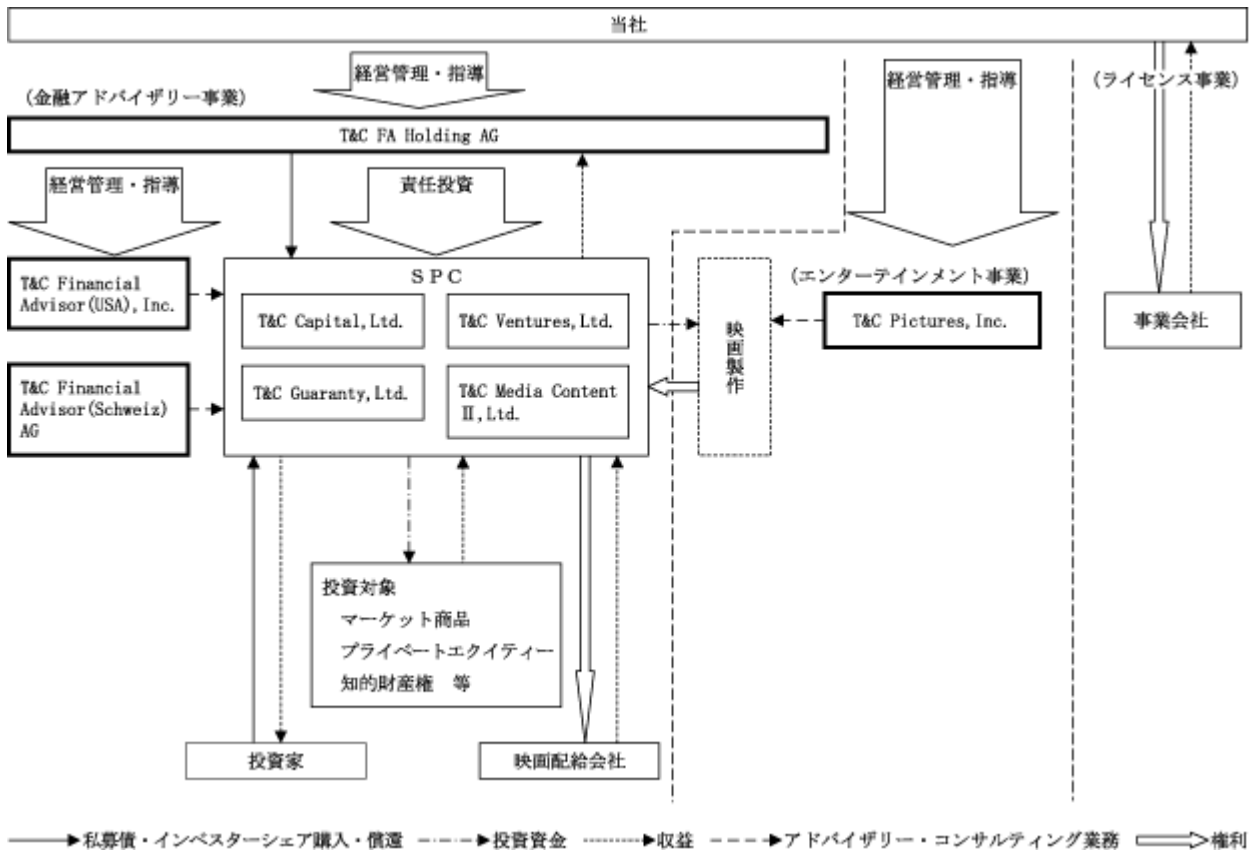 当社
経営管理・指導
経営管理・指導
(ライセンス事業)
(金融アドバイザリー事業)
T&C FA Holding AG
経営管理・指導
責任投資
T&C Financial
Advisor(USA),Inc.
T&C Financial
Advisor(Schweiz)
AG
ＳＰＣ
T&C Capital,Ltd.
T&C Ventures,Ltd.
T&C Guaranty,Ltd.
T&C Media Content
Ⅱ,Ltd.
映画製作
(エンターテインメント事業)
T&C Pictures,Inc.
事業会社
投資対象
マーケット商品
プライベートエクイティー
知的財産権　等
投資家
映画配給会社
私募債・インベスターシェア購入・償還
投資資金
収益
アドバイザリー・コンサルティング業務
権利